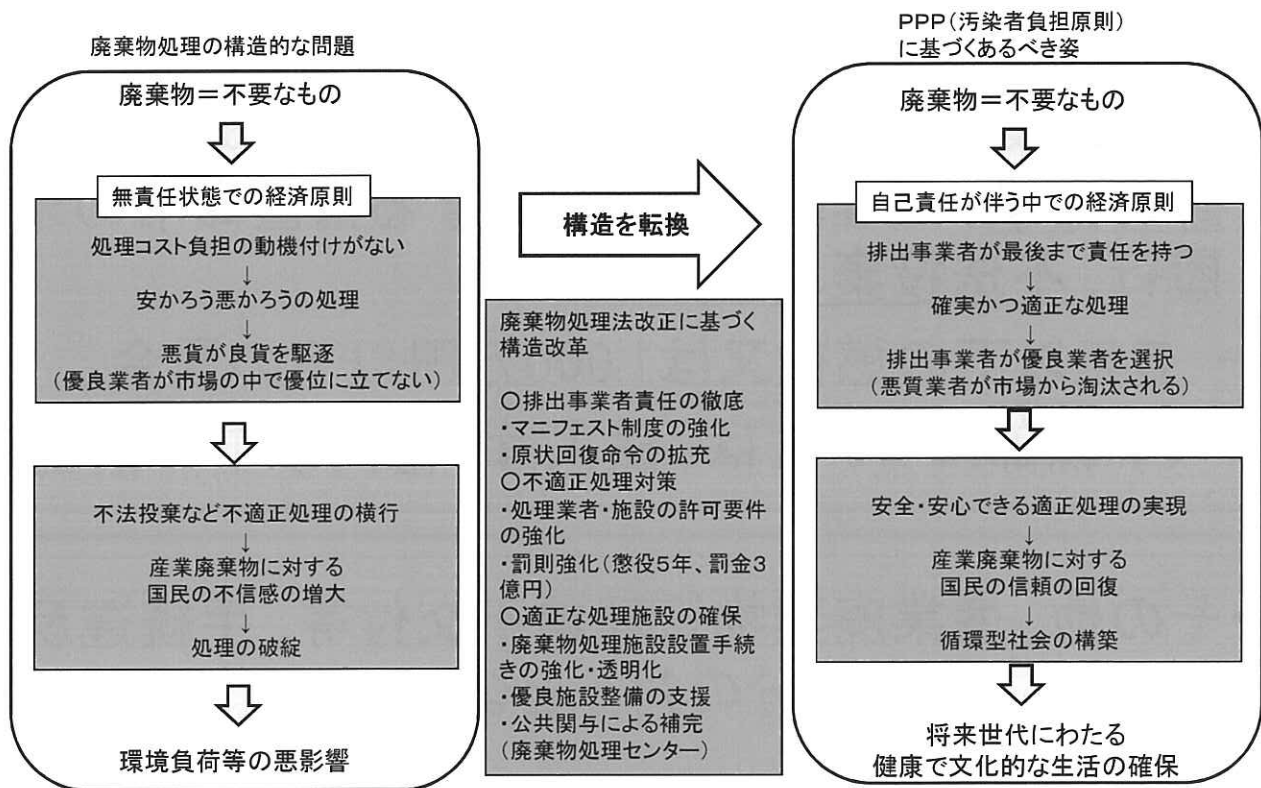 廃棄物処理の構造的な問題
廃棄物＝不要なもの
無責任状態での経済原則
処理コスト負担の動機付けがない
↓
安かろう悪かろうの処理
↓
悪貨が良貨を駆逐
(優良業者が市場の中で優位に立てない)
不法投棄など不適正処理の横行
↓
産業廃棄物に対する
国民の不信感の増大
↓
処理の破綻
環境負荷等の悪影響
構造を転換
廃棄物処理法改正に基づく
構造改革
○排出事業者責任の徹底
・マニフェスト制度の強化
・原状回復命令の拡充
○不適正処理対策
・処理業者・施設の許可要件
の強化
・罰則強化(懲役5年、罰金3
億円)
○適正な処理施設の確保
・廃棄物処理施設設置手続
きの強化・透明化
・優良施設整備の支援
・公共関与による補完
(廃棄物処理センター)
PPP(汚染者負担原則)
に基づくあるべき姿
廃棄物＝不要なもの
自己責任が伴う中での経済原則
排出事業者が最後まで責任を持つ
↓
確実かつ適正な処理
↓
排出事業者が優良業者を選択
(悪質業者が市場から淘汰される)
安全・安心できる適正処理の実現
↓
産業廃棄物に対する
国民の信頼の回復
↓
循環型社会の構築
将来世代にわたる
健康で文化的な生活の確保